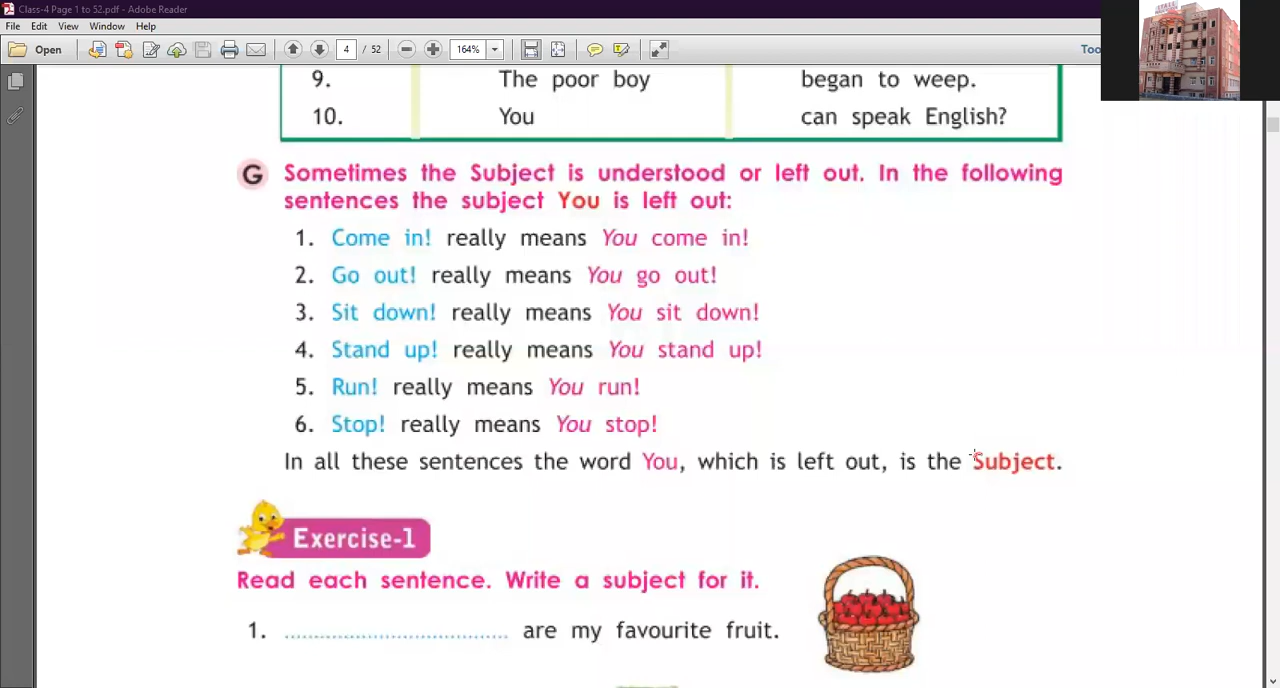 Class-4 Page 1 to 52.pdf - Adobe Reader
File Edit View Window Help
Open 4 / 52 164% Too
9. The poor boy began to weep.
10. You can speak English?
G Sometimes the Subject is understood or left out. In the following
sentences the subject You is left out:
1. Come in! really means You come in!
2. Go out! really means You go out!
3. Sit down! really means You sit down!
4. Stand up! really means You stand up!
5. Run! really means You run!
6. Stop! really means You stop!
In all these sentences the word You, which is left out, is the Subject.
Exercise-1
Read each sentence. Write a subject for it.
1. ...................................... are my favourite fruit.